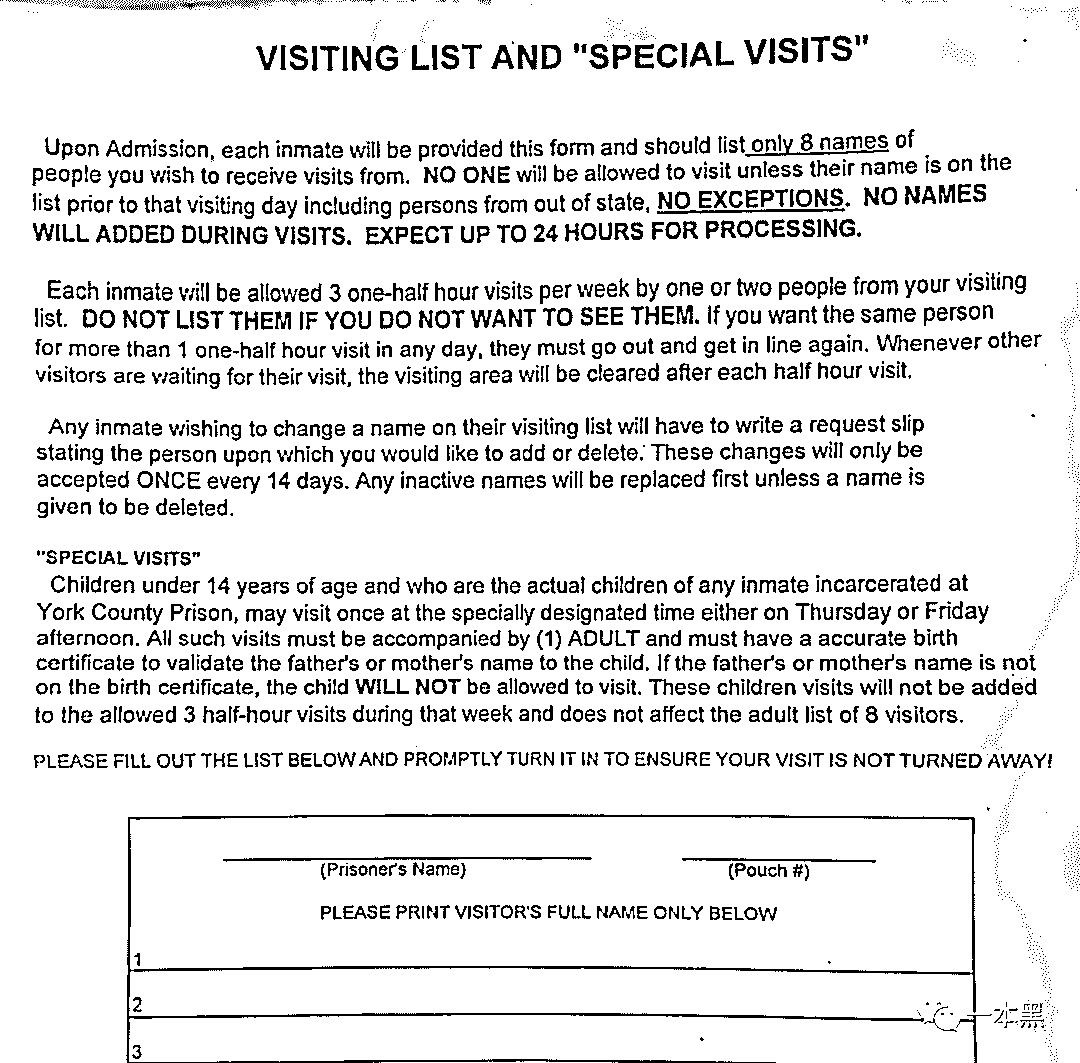 VISITING LIST AND "SPECIAL VISITS"
Upon Admission, each inmate will be provided this form and should list only 8 names of
people you wish to receive visits from. NO ONE will be allowed to visit unless their name is on the
list prior to that visiting day including persons from out of state, NO EXCEPTIONS. NO NAMES
WILL ADDED DURING VISITS. EXPECT UP TO 24 HOURS FOR PROCESSING.
Each inmate will be allowed 3 one-half hour visits per week by one or two people from your visiting
list. DO NOT LIST THEM IF YOU DO NOT WANT TO SEE THEM. If you want the same person
for more than 1 one-half hour visit in any day, they must go out and get in line again. Whenever other
visitors are waiting for their visit, the visiting area will be cleared after each half hour visit.
Any inmate wishing to change a name on their visiting list will have to write a request slip
stating the person upon which you would like to add or delete. These changes will only be
accepted ONCE every 14 days. Any inactive names will be replaced first unless a name is
given to be deleted.
"SPECIAL VISITS"
Children under 14 years of age and who are the actual children of any inmate incarcerated at
York County Prison, may visit once at the specially designated time either on Thursday or Friday
afternoon. All such visits must be accompanied by (1) ADULT and must have a accurate birth
certificate to validate the father's or mother's name to the child. If the father's or mother's name is not
on the birth certificate, the child WILL NOT be allowed to visit. These children visits will not be added
to the allowed 3 half-hour visits during that week and does not affect the adult list of 8 visitors.
PLEASE FILL OUT THE LIST BELOW AND PROMPTLY TURN IT IN TO ENSURE YOUR VISIT IS NOT TURNED AWAY!
(Prisoner's Name) (Pouch #)
PLEASE PRINT VISITOR'S FULL NAME ONLY BELOW
1
2
一本黑
3